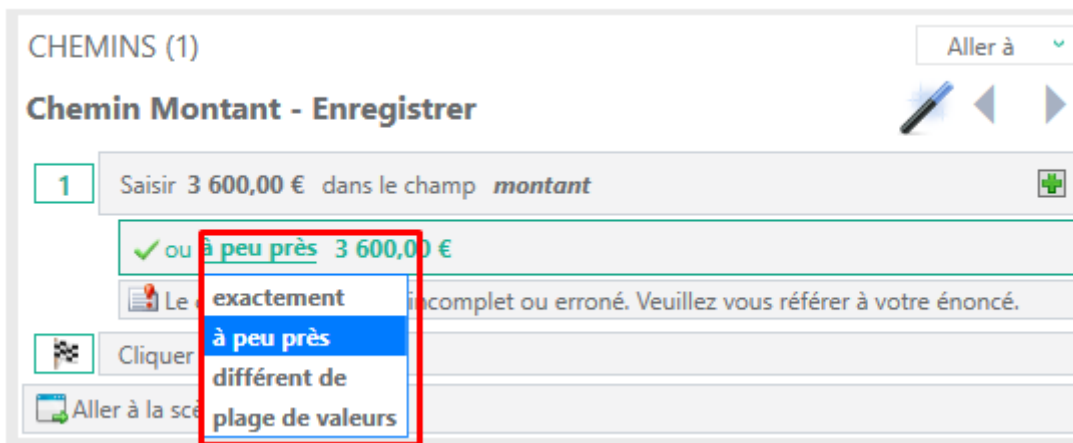 CHEMINS (1)
Aller à
Chemin Montant - Enregistrer
1 Saisir 3 600,00 € dans le champ montant
ou à peu près 3 600,00 €
exactement
Le incomplet ou erroné. Veuillez vous référer à votre énoncé.
à peu près
Cliquer
différent de
Aller à la
plage de valeurs